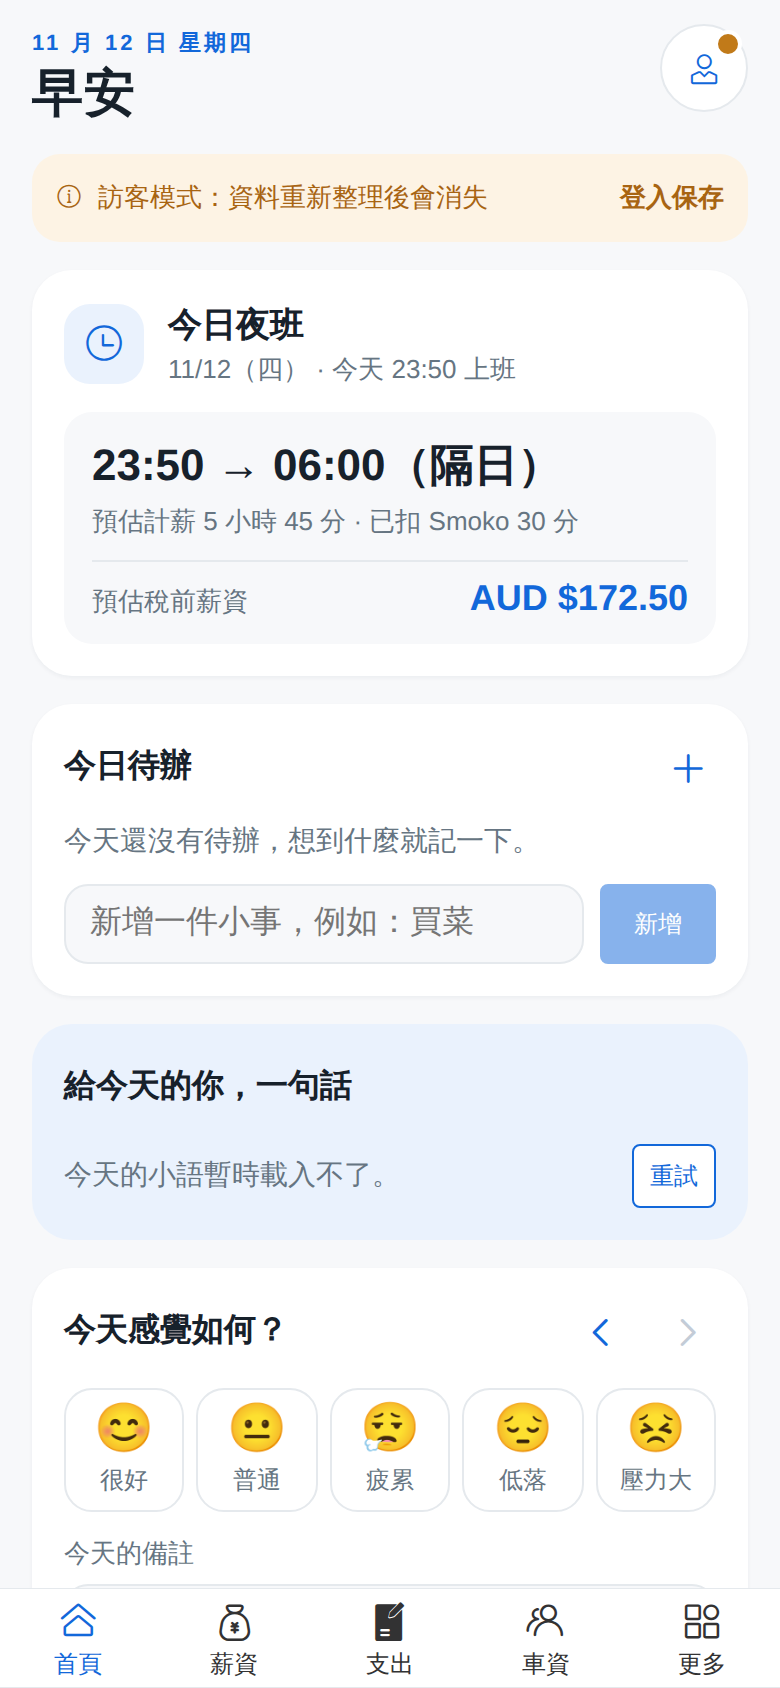 11 月 12 日 星期四
早安
訪客模式：資料重新整理後會消失
登入保存
今日夜班
11/12（四） · 今天 23:50 上班
23:50 → 06:00（隔日）
預估計薪 5 小時 45 分 · 已扣 Smoko 30 分
預估稅前薪資
AUD $172.50
今日待辦
今天還沒有待辦，想到什麼就記一下。
新增一件小事，例如：買菜
新增
給今天的你，一句話
今天的小語暫時載入不了。
重試
今天感覺如何？
很好
普通
疲累
低落
壓力大
今天的備註
首頁
薪資
支出
車資
更多